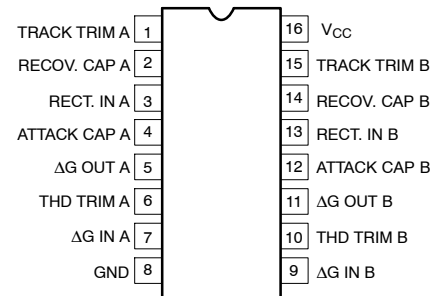 TRACK TRIM A 1
16 VCC
RECOV. CAP A 2
15 TRACK TRIM B
RECT. IN A 3
14 RECOV. CAP B
ATTACK CAP A 4
13 RECT. IN B
ΔG OUT A 5
12 ATTACK CAP B
THD TRIM A 6
11 ΔG OUT B
ΔG IN A 7
10 THD TRIM B
GND 8
9 ΔG IN B